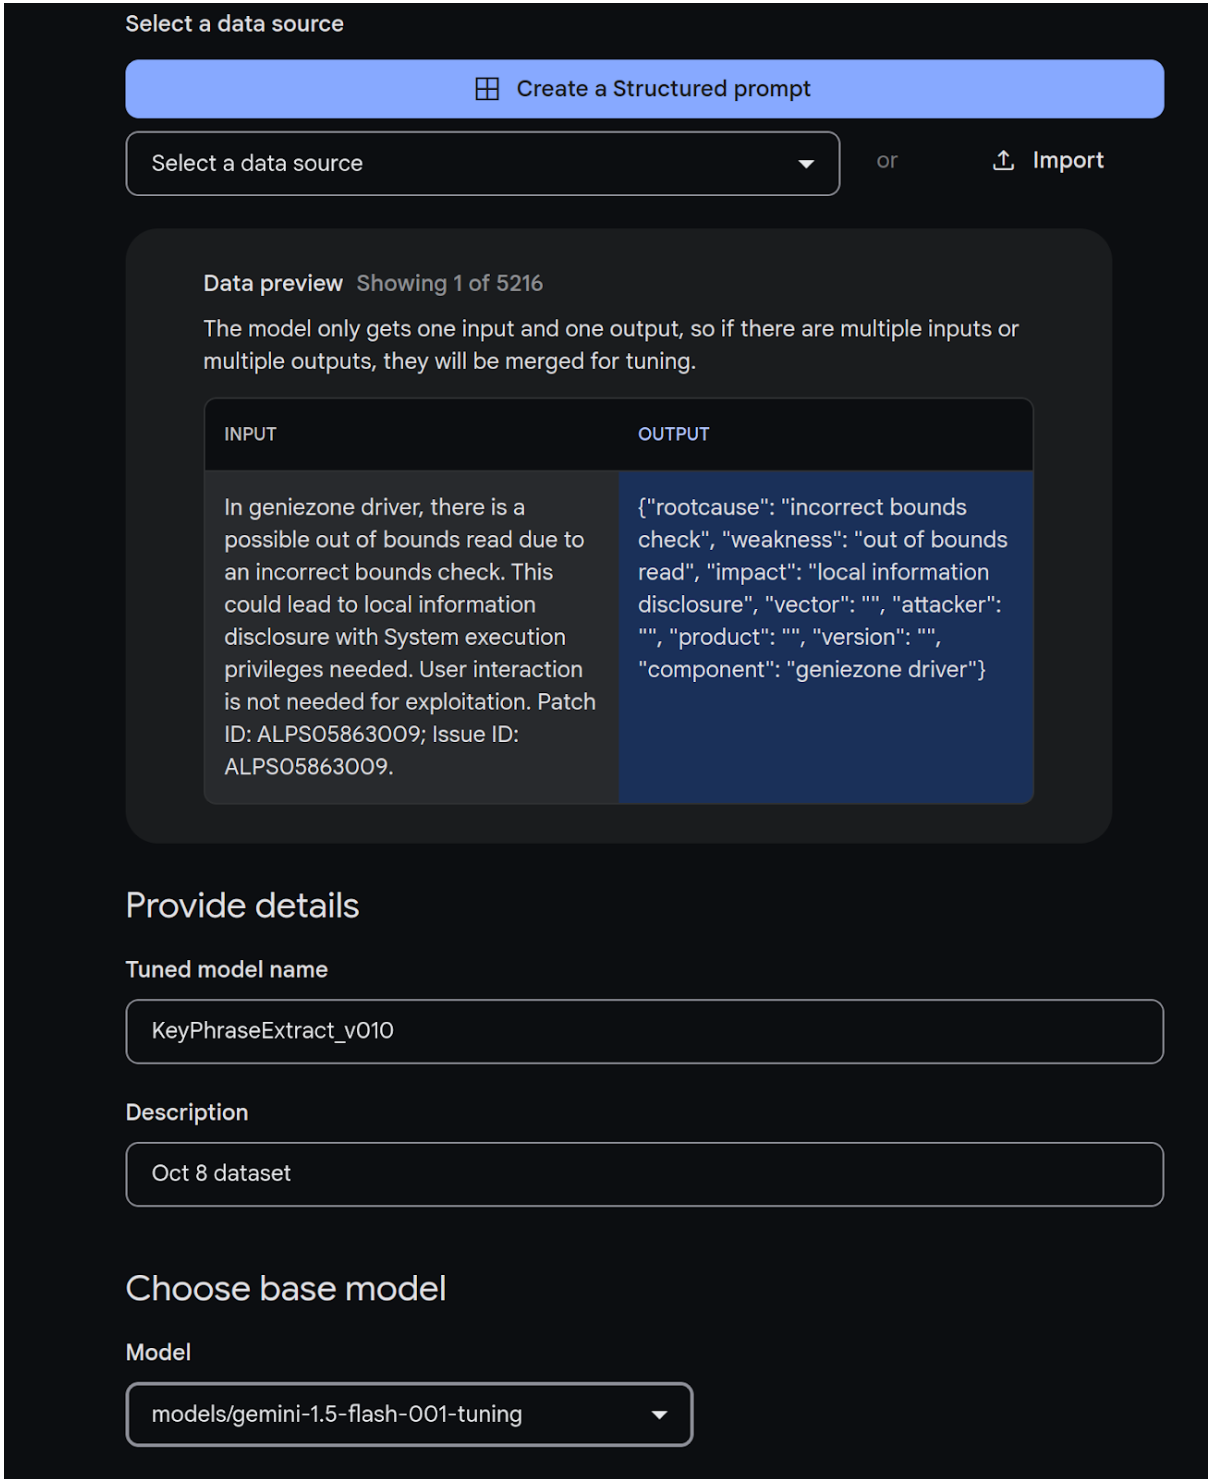 Select a data source
Create a Structured prompt
Select a data source
or
Import
Data preview Showing 1 of 5216
The model only gets one input and one output, so if there are multiple inputs or
multiple outputs, they will be merged for tuning.
INPUT
OUTPUT
In geniezone driver, there is a
possible out of bounds read due to
an incorrect bounds check. This
could lead to local information
disclosure with System execution
privileges needed. User interaction
is not needed for exploitation. Patch
ID: ALPS05863009; Issue ID:
ALPS05863009.
{"rootcause": "incorrect bounds
check", "weakness": "out of bounds
read", "impact": "local information
disclosure", "vector": "", "attacker":
"", "product": "", "version": "",
"component": "geniezone driver"}
Provide details
Tuned model name
KeyPhraseExtract_v010
Description
Oct 8 dataset
Choose base model
Model
models/gemini-1.5-flash-001-tuning